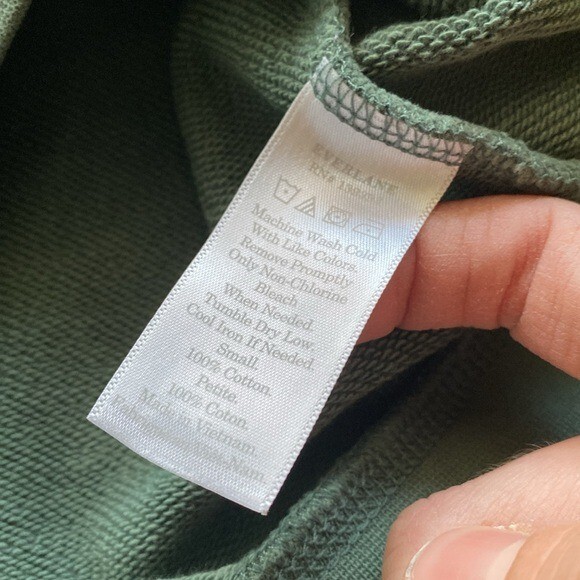 EVERLANE
RN#
Machine Wash Cold
With Like Colors.
Remove Promptly
Only Non-Chlorine
Bleach
When Needed.
Tumble Dry Low.
Cool Iron If Needed.
Small.
100% Cotton.
Petite.
100% Coton.
Made in Vietnam.